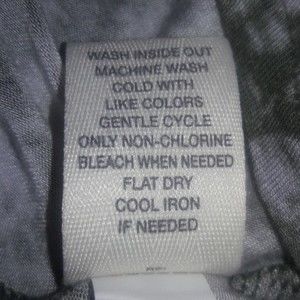 WASH INSIDE OUT
MACHINE WASH
COLD WITH
LIKE COLORS
GENTLE CYCLE
ONLY NON-CHLORINE
BLEACH WHEN NEEDED
FLAT DRY
COOL IRON
IF NEEDED